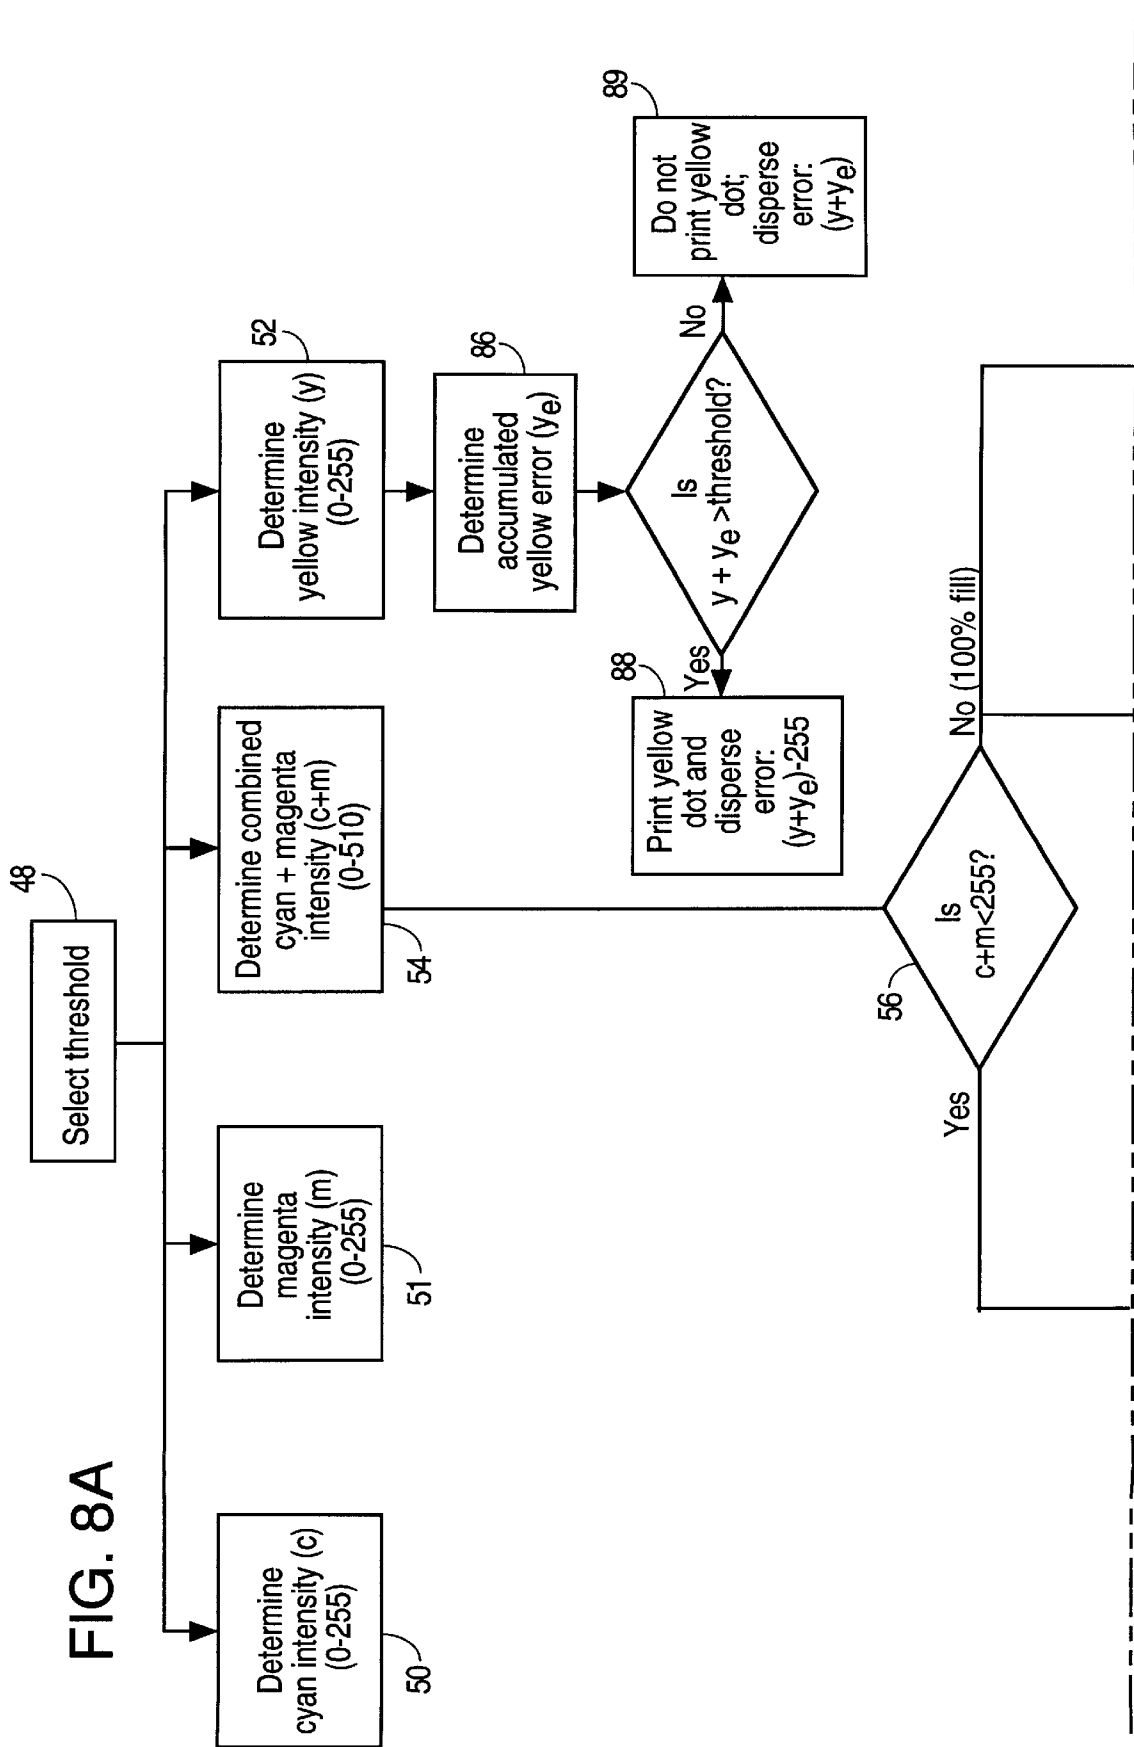 FIG. 8A
48
Select threshold
Determine
cyan intensity (c)
(0-255)
50
Determine
magenta
intensity (m)
(0-255)
51
Determine combined
cyan + magenta
intensity (c+m)
(0-510)
54
52
Determine
yellow intensity (y)
(0-255)
86
Determine
accumulated
yellow error (ye)
Is
y + ye >threshold?
Yes
No
88
Print yellow
dot and
disperse
error:
(y+ye)-255
89
Do not
print yellow
dot;
disperse
error:
(y+ye)
56
Is
c+m<255?
Yes
No (100% fill)